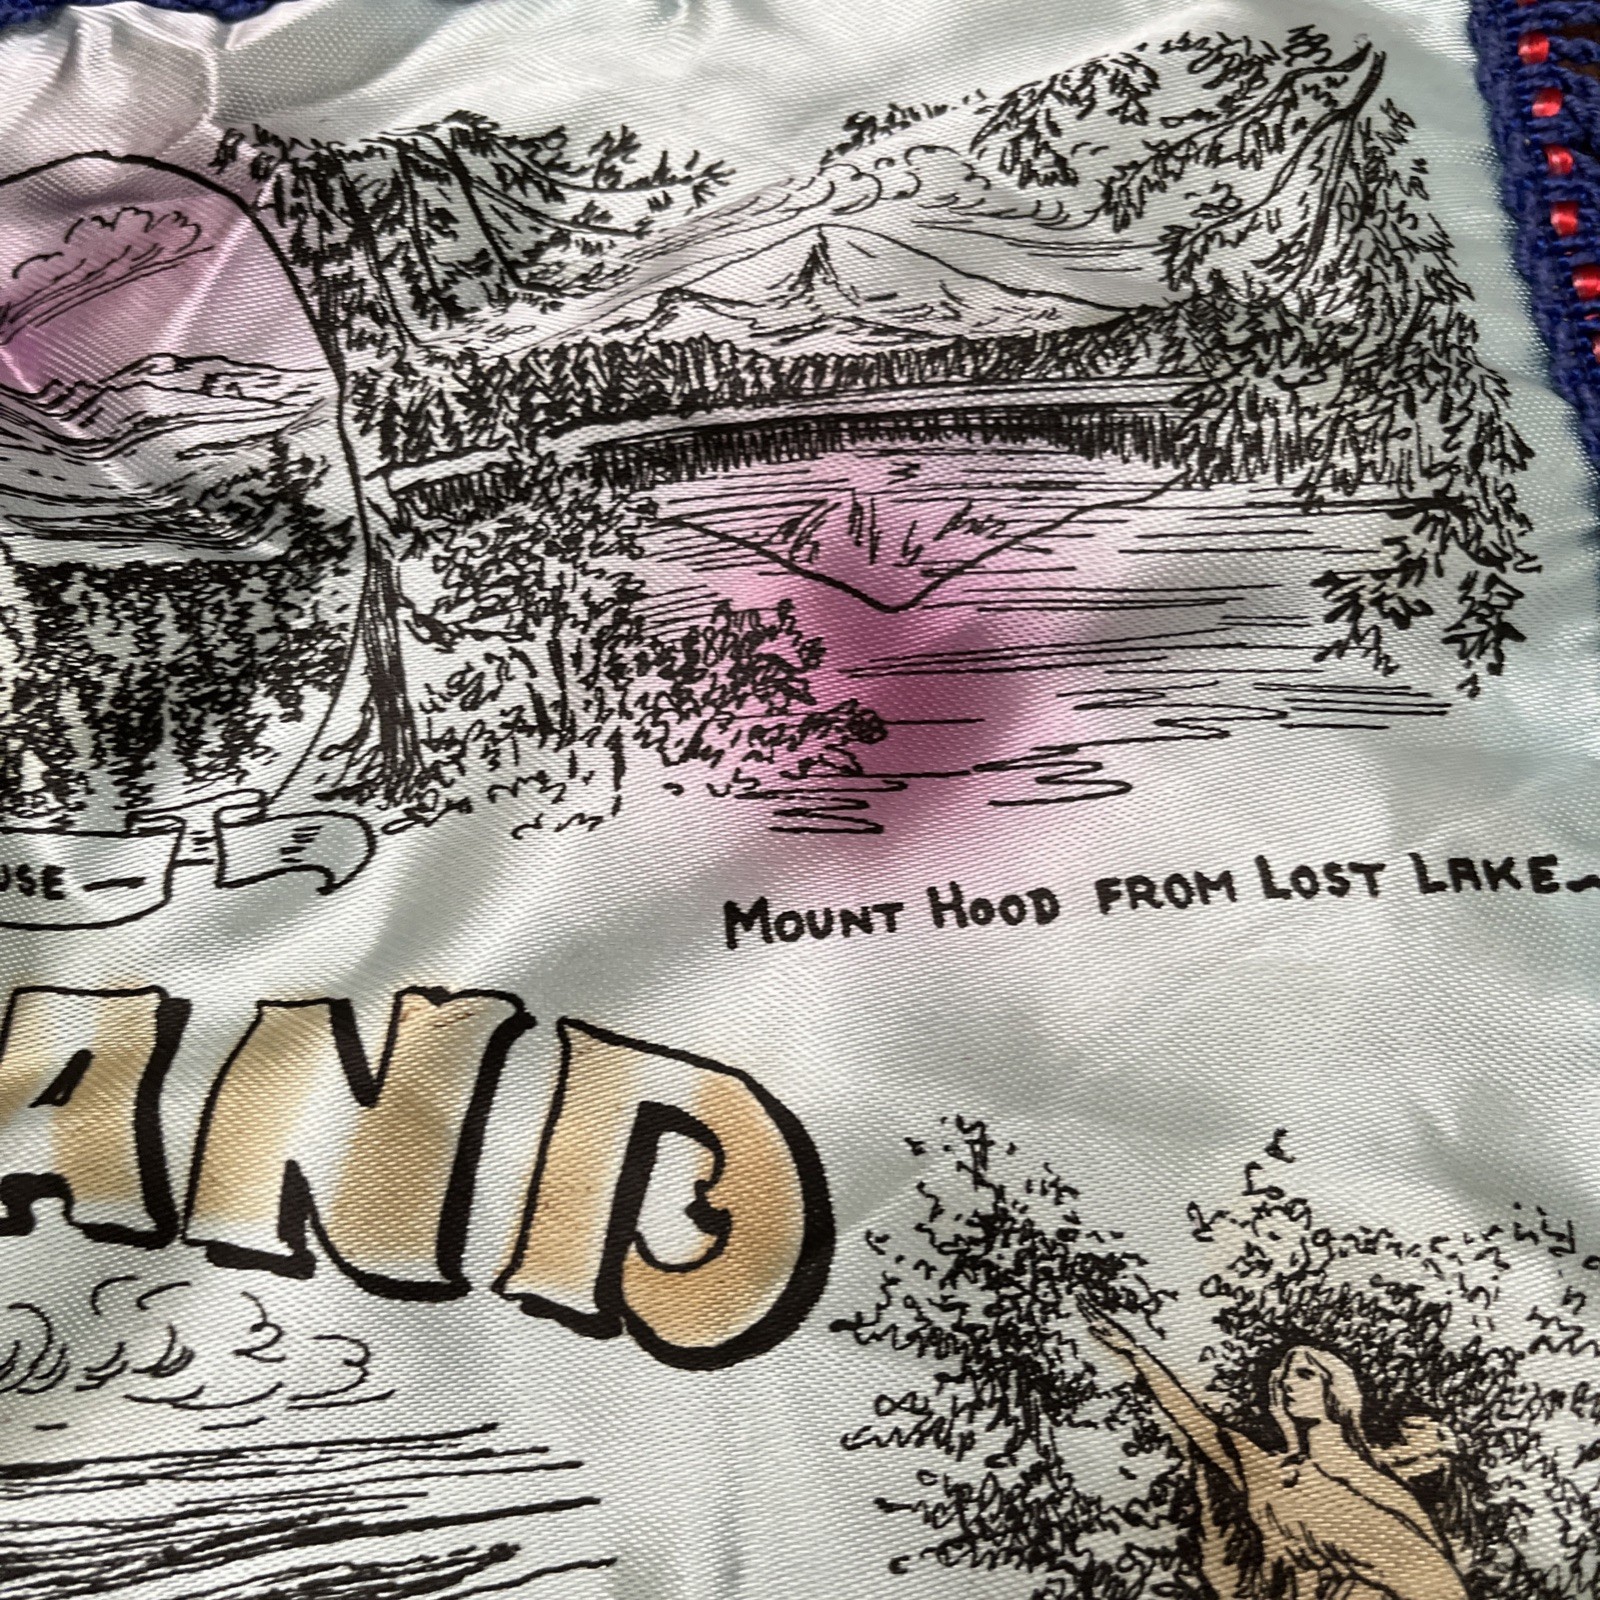 USE —
MOUNT HOOD FROM LOST LAKE—
AND